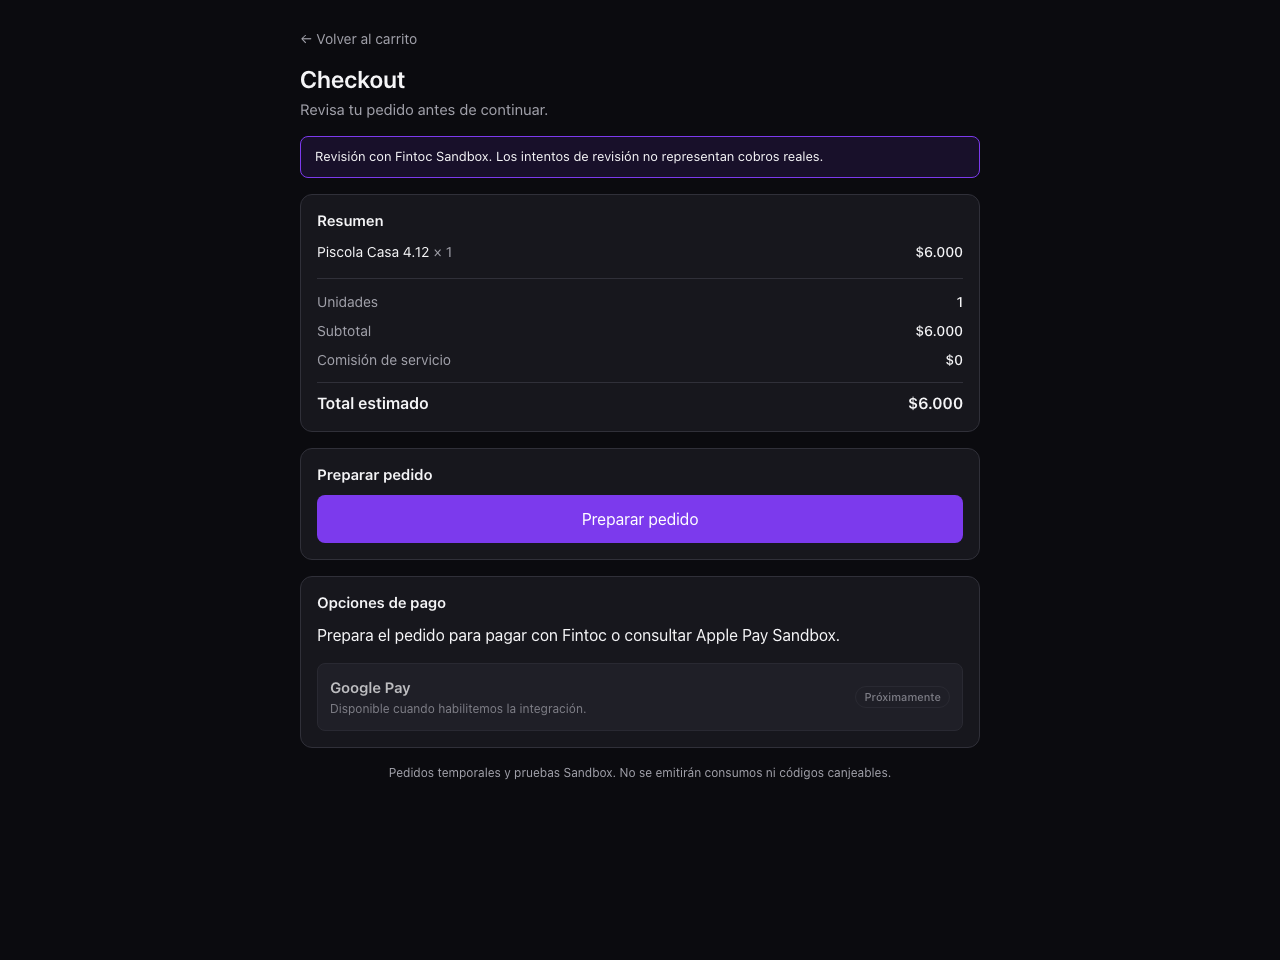 ← Volver al carrito
Checkout
Revisa tu pedido antes de continuar.
Revisión con Fintoc Sandbox. Los intentos de revisión no representan cobros reales.
Resumen
Piscola Casa 4.12 × 1 $6.000
Unidades 1
Subtotal $6.000
Comisión de servicio $0
Total estimado $6.000
Preparar pedido
Preparar pedido
Opciones de pago
Prepara el pedido para pagar con Fintoc o consultar Apple Pay Sandbox.
Google Pay
Disponible cuando habilitemos la integración.
Próximamente
Pedidos temporales y pruebas Sandbox. No se emitirán consumos ni códigos canjeables.